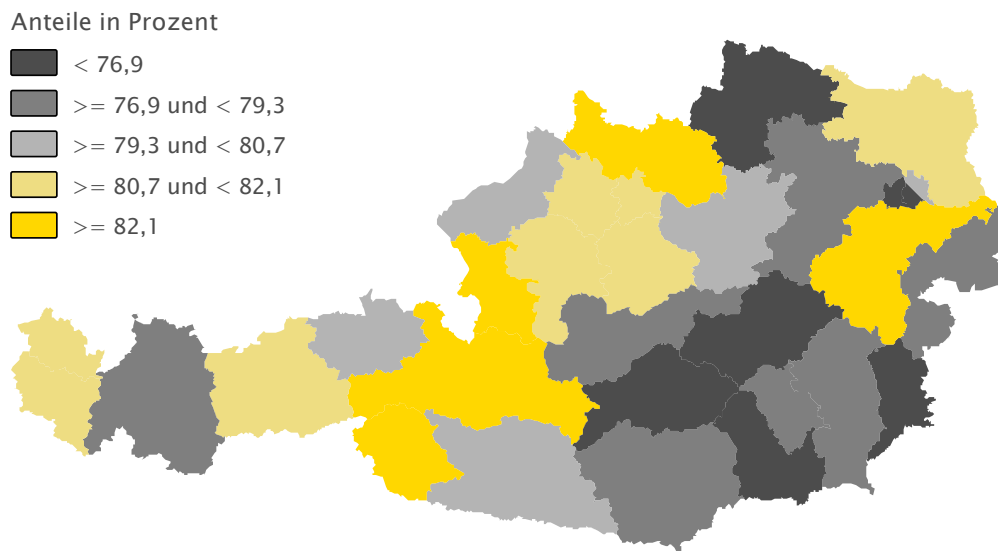 Anteile in Prozent
< 76,9
>= 76,9 und < 79,3
>= 79,3 und < 80,7
>= 80,7 und < 82,1
>= 82,1